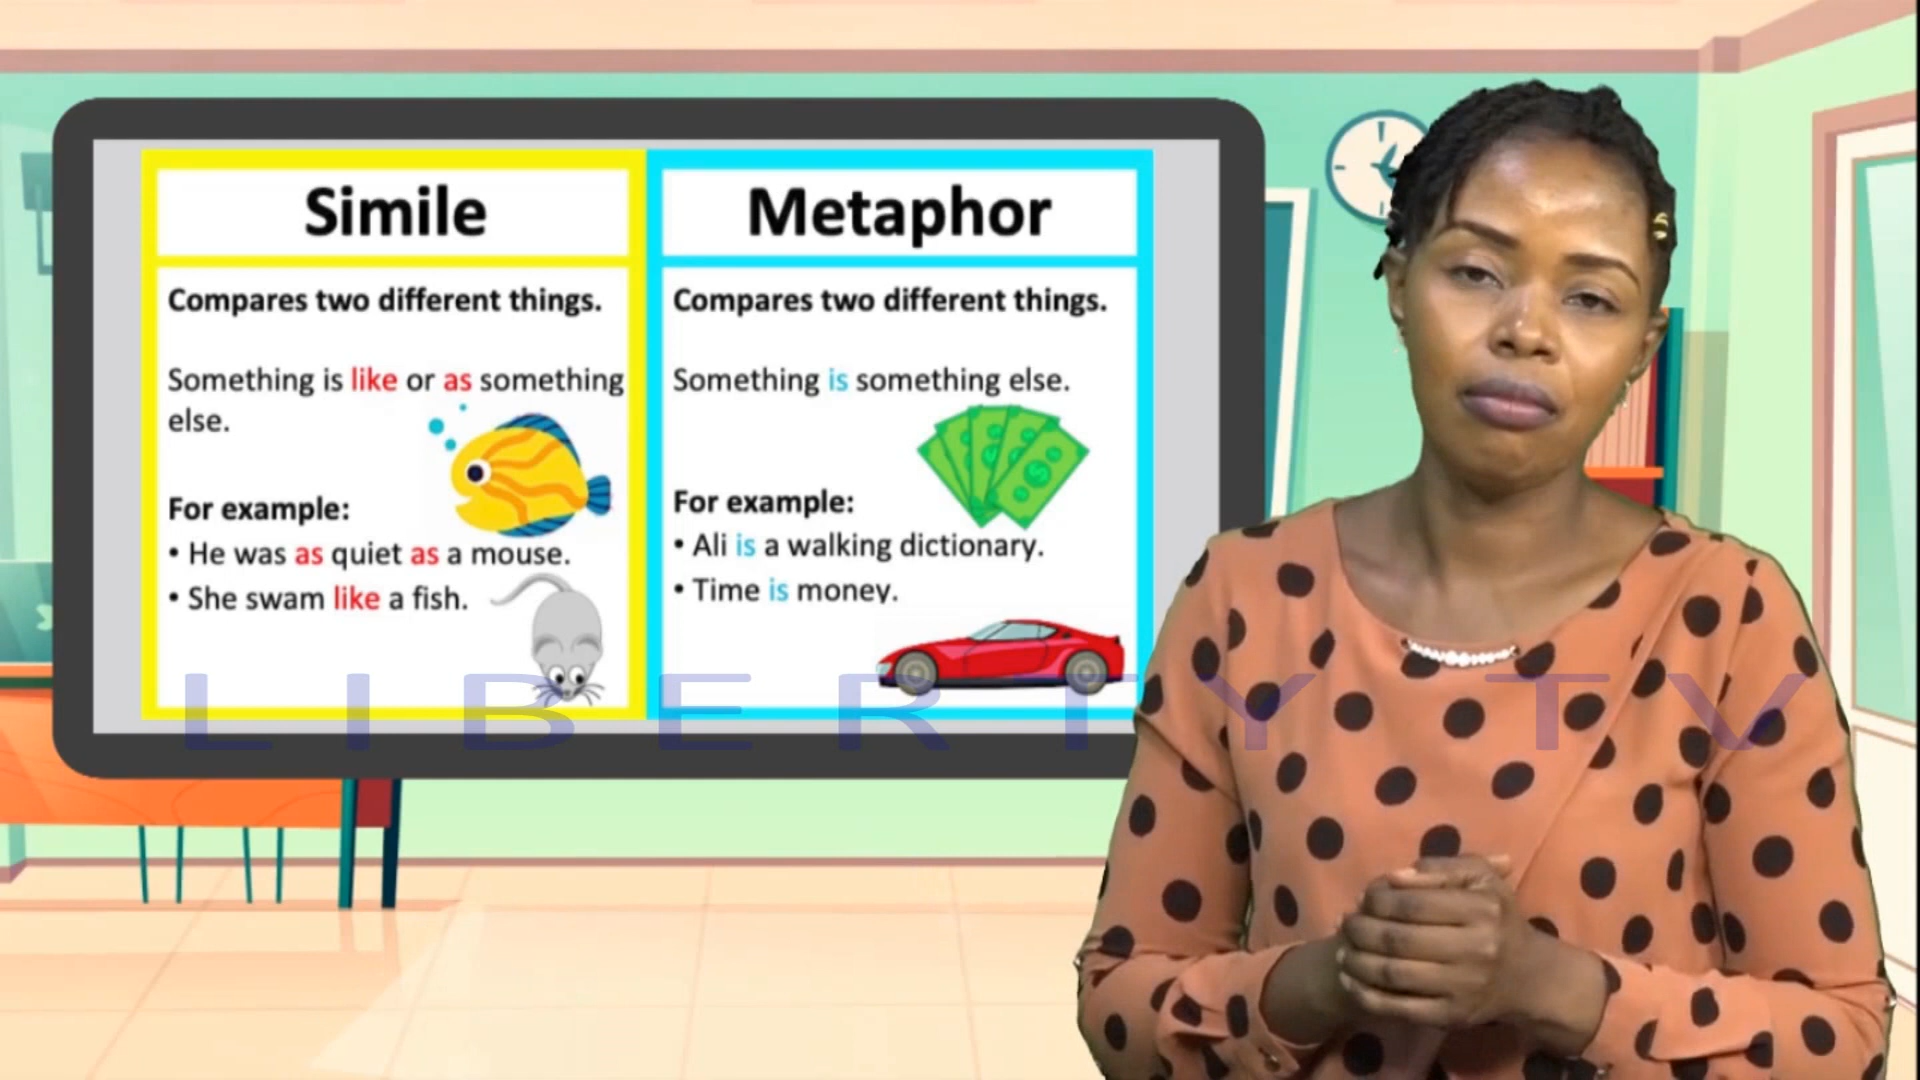 Simile
Compares two different things.
Something is like or as something
else.
For example:
• He was as quiet as a mouse.
• She swam like a fish.
Metaphor
Compares two different things.
Something is something else.
For example:
• Ali is a walking dictionary.
• Time is money.
LIBERTY TV